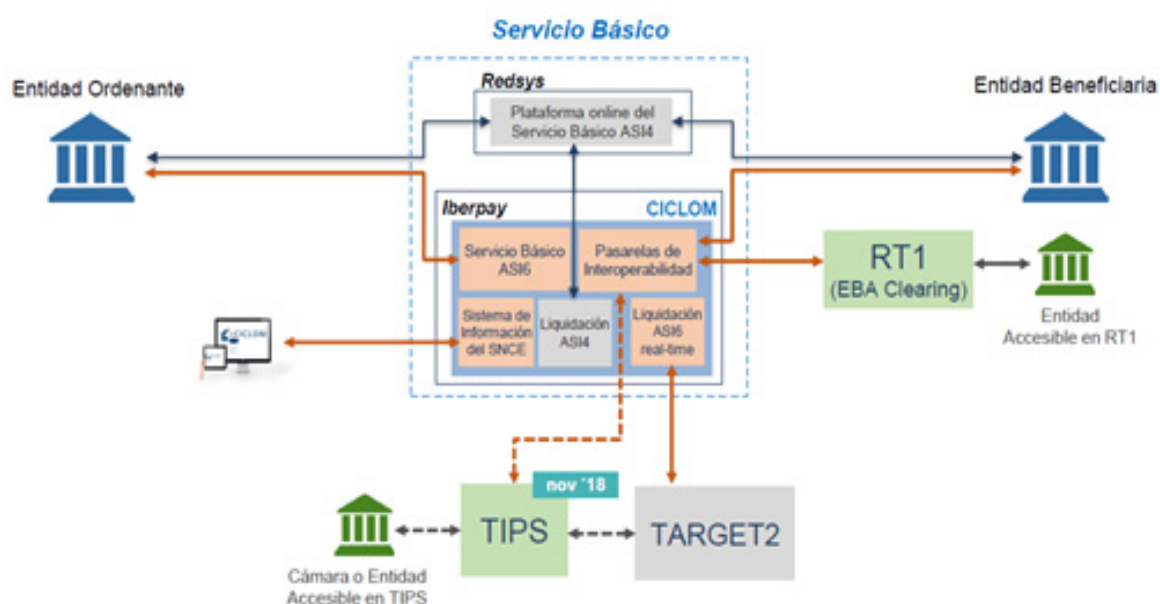 Servicio Básico
Entidad Ordenante
Entidad Beneficiaria
Redsys
Plataforma online del
Servicio Básico ASI4
Iberpay
CICLOM
Servicio Básico
ASI6
Pasarelas de
Interoperabilidad
RT1
(EBA Clearing)
Entidad
Accesible en RT1
Sistema de
Información
del SNCE
Liquidación
ASI4
Liquidación
ASI6
real-time
CICLOM
nov '18
TIPS
TARGET2
Cámara o Entidad
Accesible en TIPS